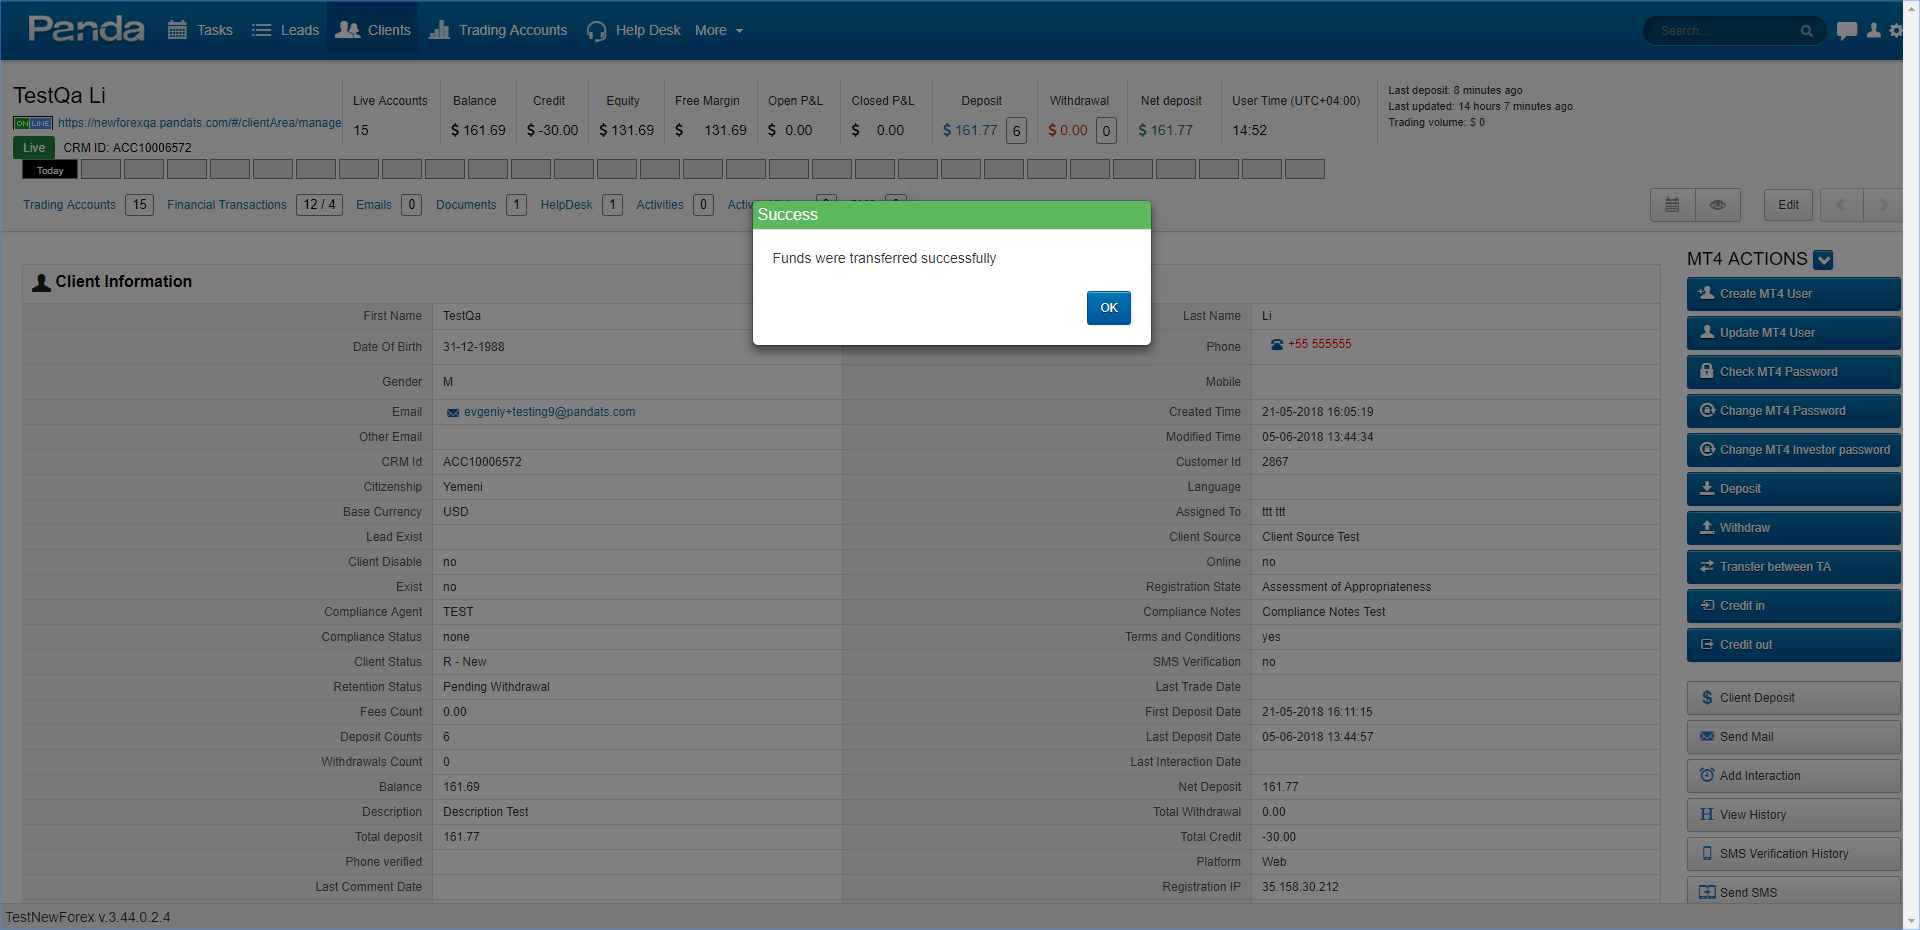 Panda Tasks Leads Clients Trading Accounts Help Desk More Search...
TestQa Li
ON LINE https://newforexqa.pandats.com/#/clientArea/manage
Live CRM ID: ACC10006572
Live Accounts Balance Credit Equity Free Margin Open P&L Closed P&L Deposit Withdrawal Net deposit User Time (UTC+04:00)
15 $ 161.69 $ -30.00 $ 131.69 $ 131.69 $ 0.00 $ 0.00 $ 161.77 6 $ 0.00 0 $ 161.77 14:52
Last deposit: 8 minutes ago
Last updated: 14 hours 7 minutes ago
Trading volume: $ 0
Today
Trading Accounts 15 Financial Transactions 12 / 4 Emails 0 Documents 1 HelpDesk 1 Activities 0 Edit
Success
Funds were transferred successfully
OK
Client Information
First Name TestQa Last Name Li
Date Of Birth 31-12-1988 Phone +55 555555
Gender M Mobile
Email evgeniy+testing9@pandats.com Created Time 21-05-2018 16:05:19
Other Email Modified Time 05-06-2018 13:44:34
CRM Id ACC10006572 Customer Id 2867
Citizenship Yemeni Language
Base Currency USD Assigned To ttt ttt
Lead Exist Client Source Client Source Test
Client Disable no Online no
Exist no Registration State Assessment of Appropriateness
Compliance Agent TEST Compliance Notes Compliance Notes Test
Compliance Status none Terms and Conditions yes
Client Status R - New SMS Verification no
Retention Status Pending Withdrawal Last Trade Date
Fees Count 0.00 First Deposit Date 21-05-2018 16:11:15
Deposit Counts 6 Last Deposit Date 05-06-2018 13:44:57
Withdrawals Count 0 Last Interaction Date
Balance 161.69 Net Deposit 161.77
Description Description Test Total Withdrawal 0.00
Total deposit 161.77 Total Credit -30.00
Phone verified Platform Web
Last Comment Date Registration IP 35.158.30.212
MT4 ACTIONS
Create MT4 User
Update MT4 User
Check MT4 Password
Change MT4 Password
Change MT4 Investor password
Deposit
Withdraw
Transfer between TA
Credit in
Credit out
$ Client Deposit
Send Mail
Add Interaction
H View History
SMS Verification History
Send SMS
TestNewForex v.3.44.0.2.4